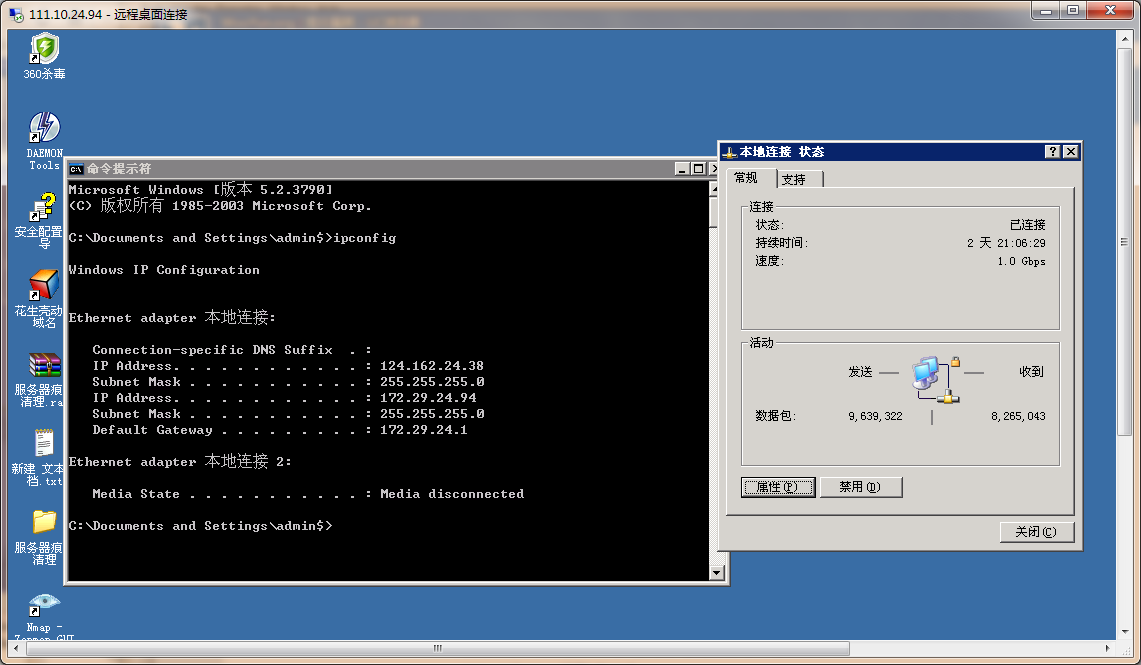 111.10.24.94 - 远程桌面连接
360杀毒
DAEMON
Tools
安全配置
导
花生壳动
域名
服务器痕
清理.ra
新建 文本
档.txt
服务器痕
清理
Nmap -
Zenmap GUI
命令提示符
Microsoft Windows [版本 5.2.3790]
(C) 版权所有 1985-2003 Microsoft Corp.
C:\Documents and Settings\admin$>ipconfig
Windows IP Configuration
Ethernet adapter 本地连接:
Connection-specific DNS Suffix  . :
IP Address. . . . . . . . . . . . : 124.162.24.38
Subnet Mask . . . . . . . . . . . : 255.255.255.0
IP Address. . . . . . . . . . . . : 172.29.24.94
Subnet Mask . . . . . . . . . . . : 255.255.255.0
Default Gateway . . . . . . . . . : 172.29.24.1
Ethernet adapter 本地连接 2:
Media State . . . . . . . . . . . : Media disconnected
C:\Documents and Settings\admin$>
本地连接 状态
常规 支持
连接
状态: 已连接
持续时间: 2 天 21:06:29
速度: 1.0 Gbps
活动
发送 — — 收到
数据包: 9,639,322 | 8,265,043
属性(P) 禁用(D)
关闭(C)